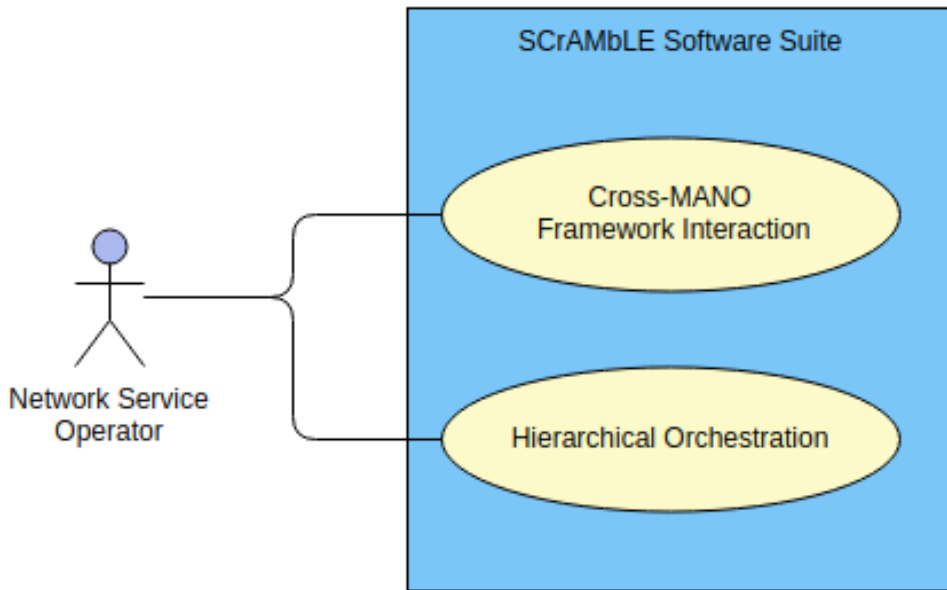 SCrAMbLE Software Suite
Cross-MANO
Framework Interaction
Network Service
Operator
Hierarchical Orchestration